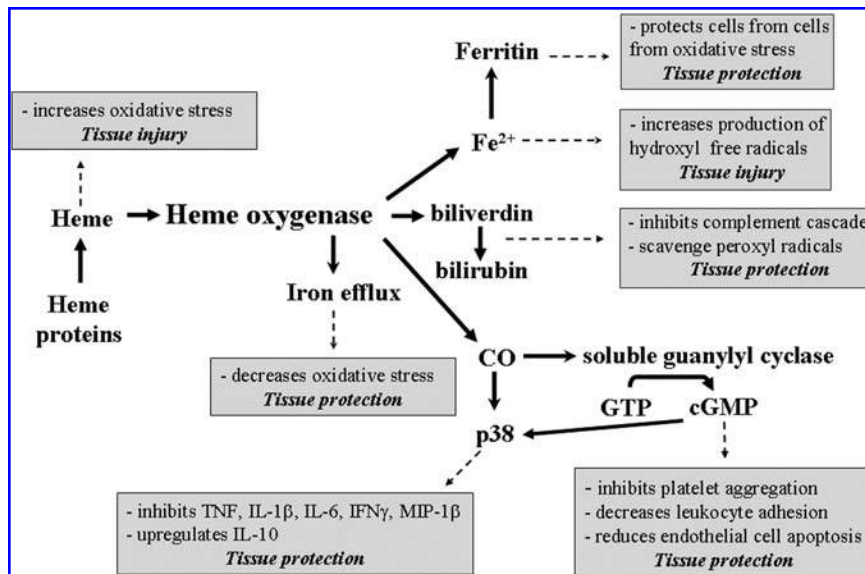 - protects cells from cells
from oxidative stress
Tissue protection
Ferritin
- increases oxidative stress
Tissue injury
Fe²⁺
- increases production of
hydroxyl free radicals
Tissue injury
Heme
Heme oxygenase
biliverdin
- inhibits complement cascade
- scavenge peroxyl radicals
Tissue protection
bilirubin
Iron efflux
Heme
proteins
- decreases oxidative stress
Tissue protection
CO
soluble guanylyl cyclase
GTP
cGMP
p38
- inhibits TNF, IL-1β, IL-6, IFNγ, MIP-1β
- upregulates IL-10
Tissue protection
- inhibits platelet aggregation
- decreases leukocyte adhesion
- reduces endothelial cell apoptosis
Tissue protection